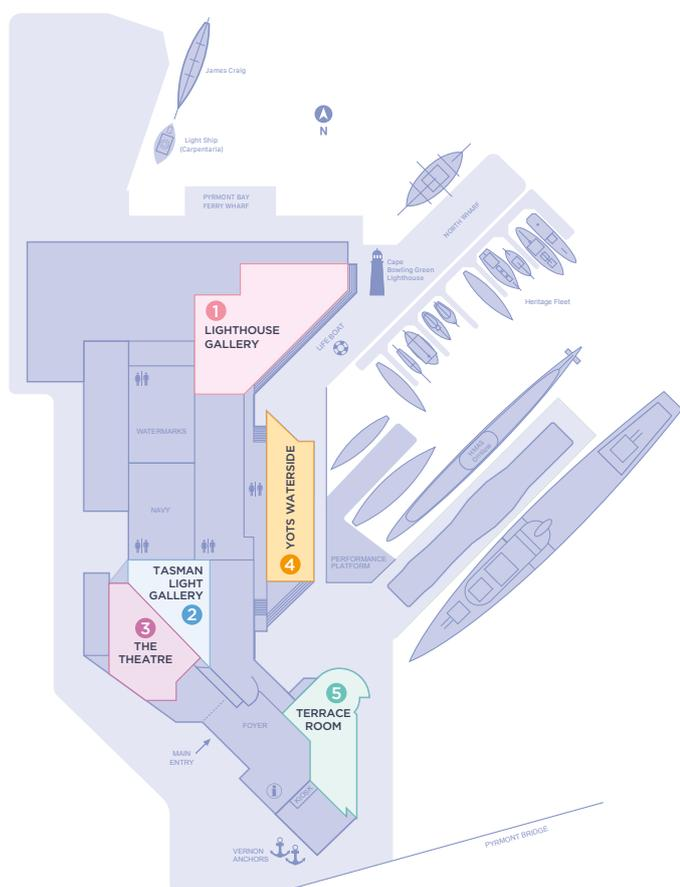 James Craig
Light Ship
(Carpentaria)
N
PYRMONT BAY
FERRY WHARF
NORTH WHARF
Cape
Bowling Green
Lighthouse
Heritage Fleet
1
LIGHTHOUSE
GALLERY
LIFE BOAT
WATERMARKS
YOTS WATERSIDE
4
HMAS
Onslow
NAVY
PERFORMANCE
PLATFORM
TASMAN
LIGHT
GALLERY
2
3
THE
THEATRE
5
TERRACE
ROOM
FOYER
MAIN
ENTRY
i
KIOSK
VERNON
ANCHORS
PYRMONT BRIDGE